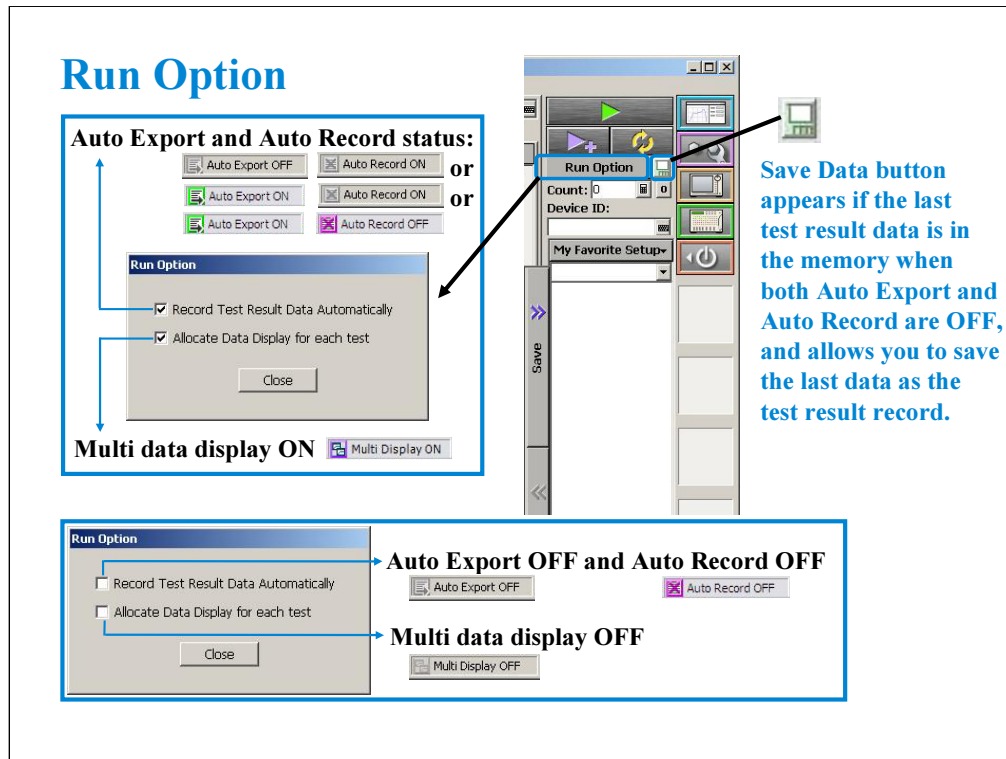 Run Option
Auto Export and Auto Record status:
Auto Export OFF Auto Record ON or
Auto Export ON Auto Record ON or
Auto Export ON Auto Record OFF
Run Option
Record Test Result Data Automatically
Allocate Data Display for each test
Close
Multi data display ON Multi Display ON
Run Option
Count: 0 0
Device ID:
My Favorite Setup
Save
Save Data button
appears if the last
test result data is in
the memory when
both Auto Export and
Auto Record are OFF,
and allows you to save
the last data as the
test result record.
Run Option
Record Test Result Data Automatically
Allocate Data Display for each test
Close
Auto Export OFF and Auto Record OFF
Auto Export OFF Auto Record OFF
Multi data display OFF
Multi Display OFF